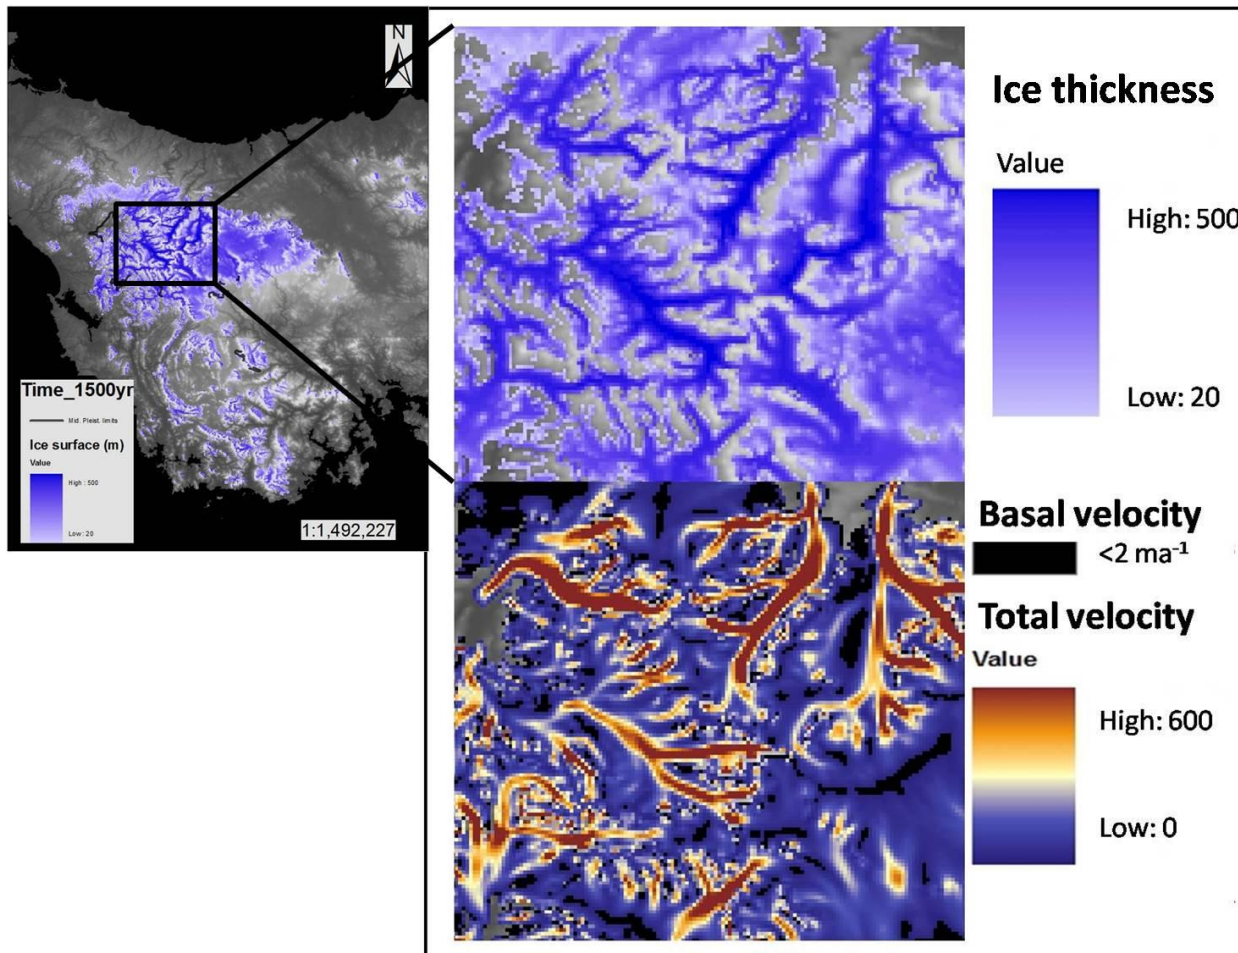 N
Time_1500yr
Mid. Pleist. limits
Ice surface (m)
Value
High : 500
Low: 20
1:1,492,227
Ice thickness
Value
High: 500
Low: 20
Basal velocity
<2 ma⁻¹
Total velocity
Value
High: 600
Low: 0